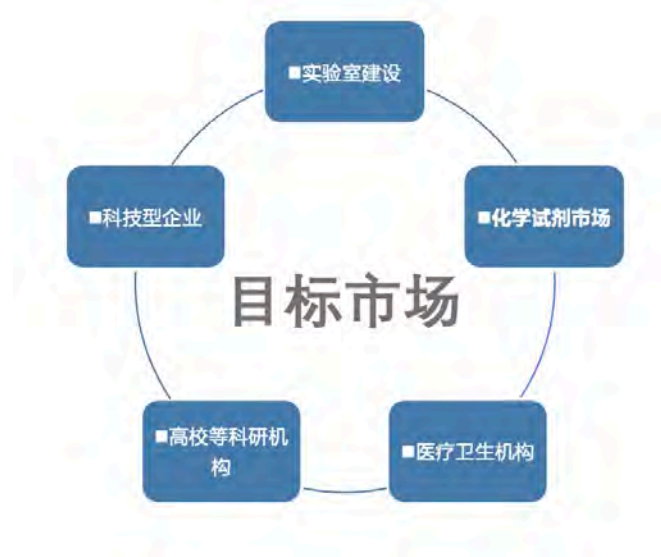 ■实验室建设
■科技型企业
■化学试剂市场
目标市场
■高校等科研机
构
■医疗卫生机构